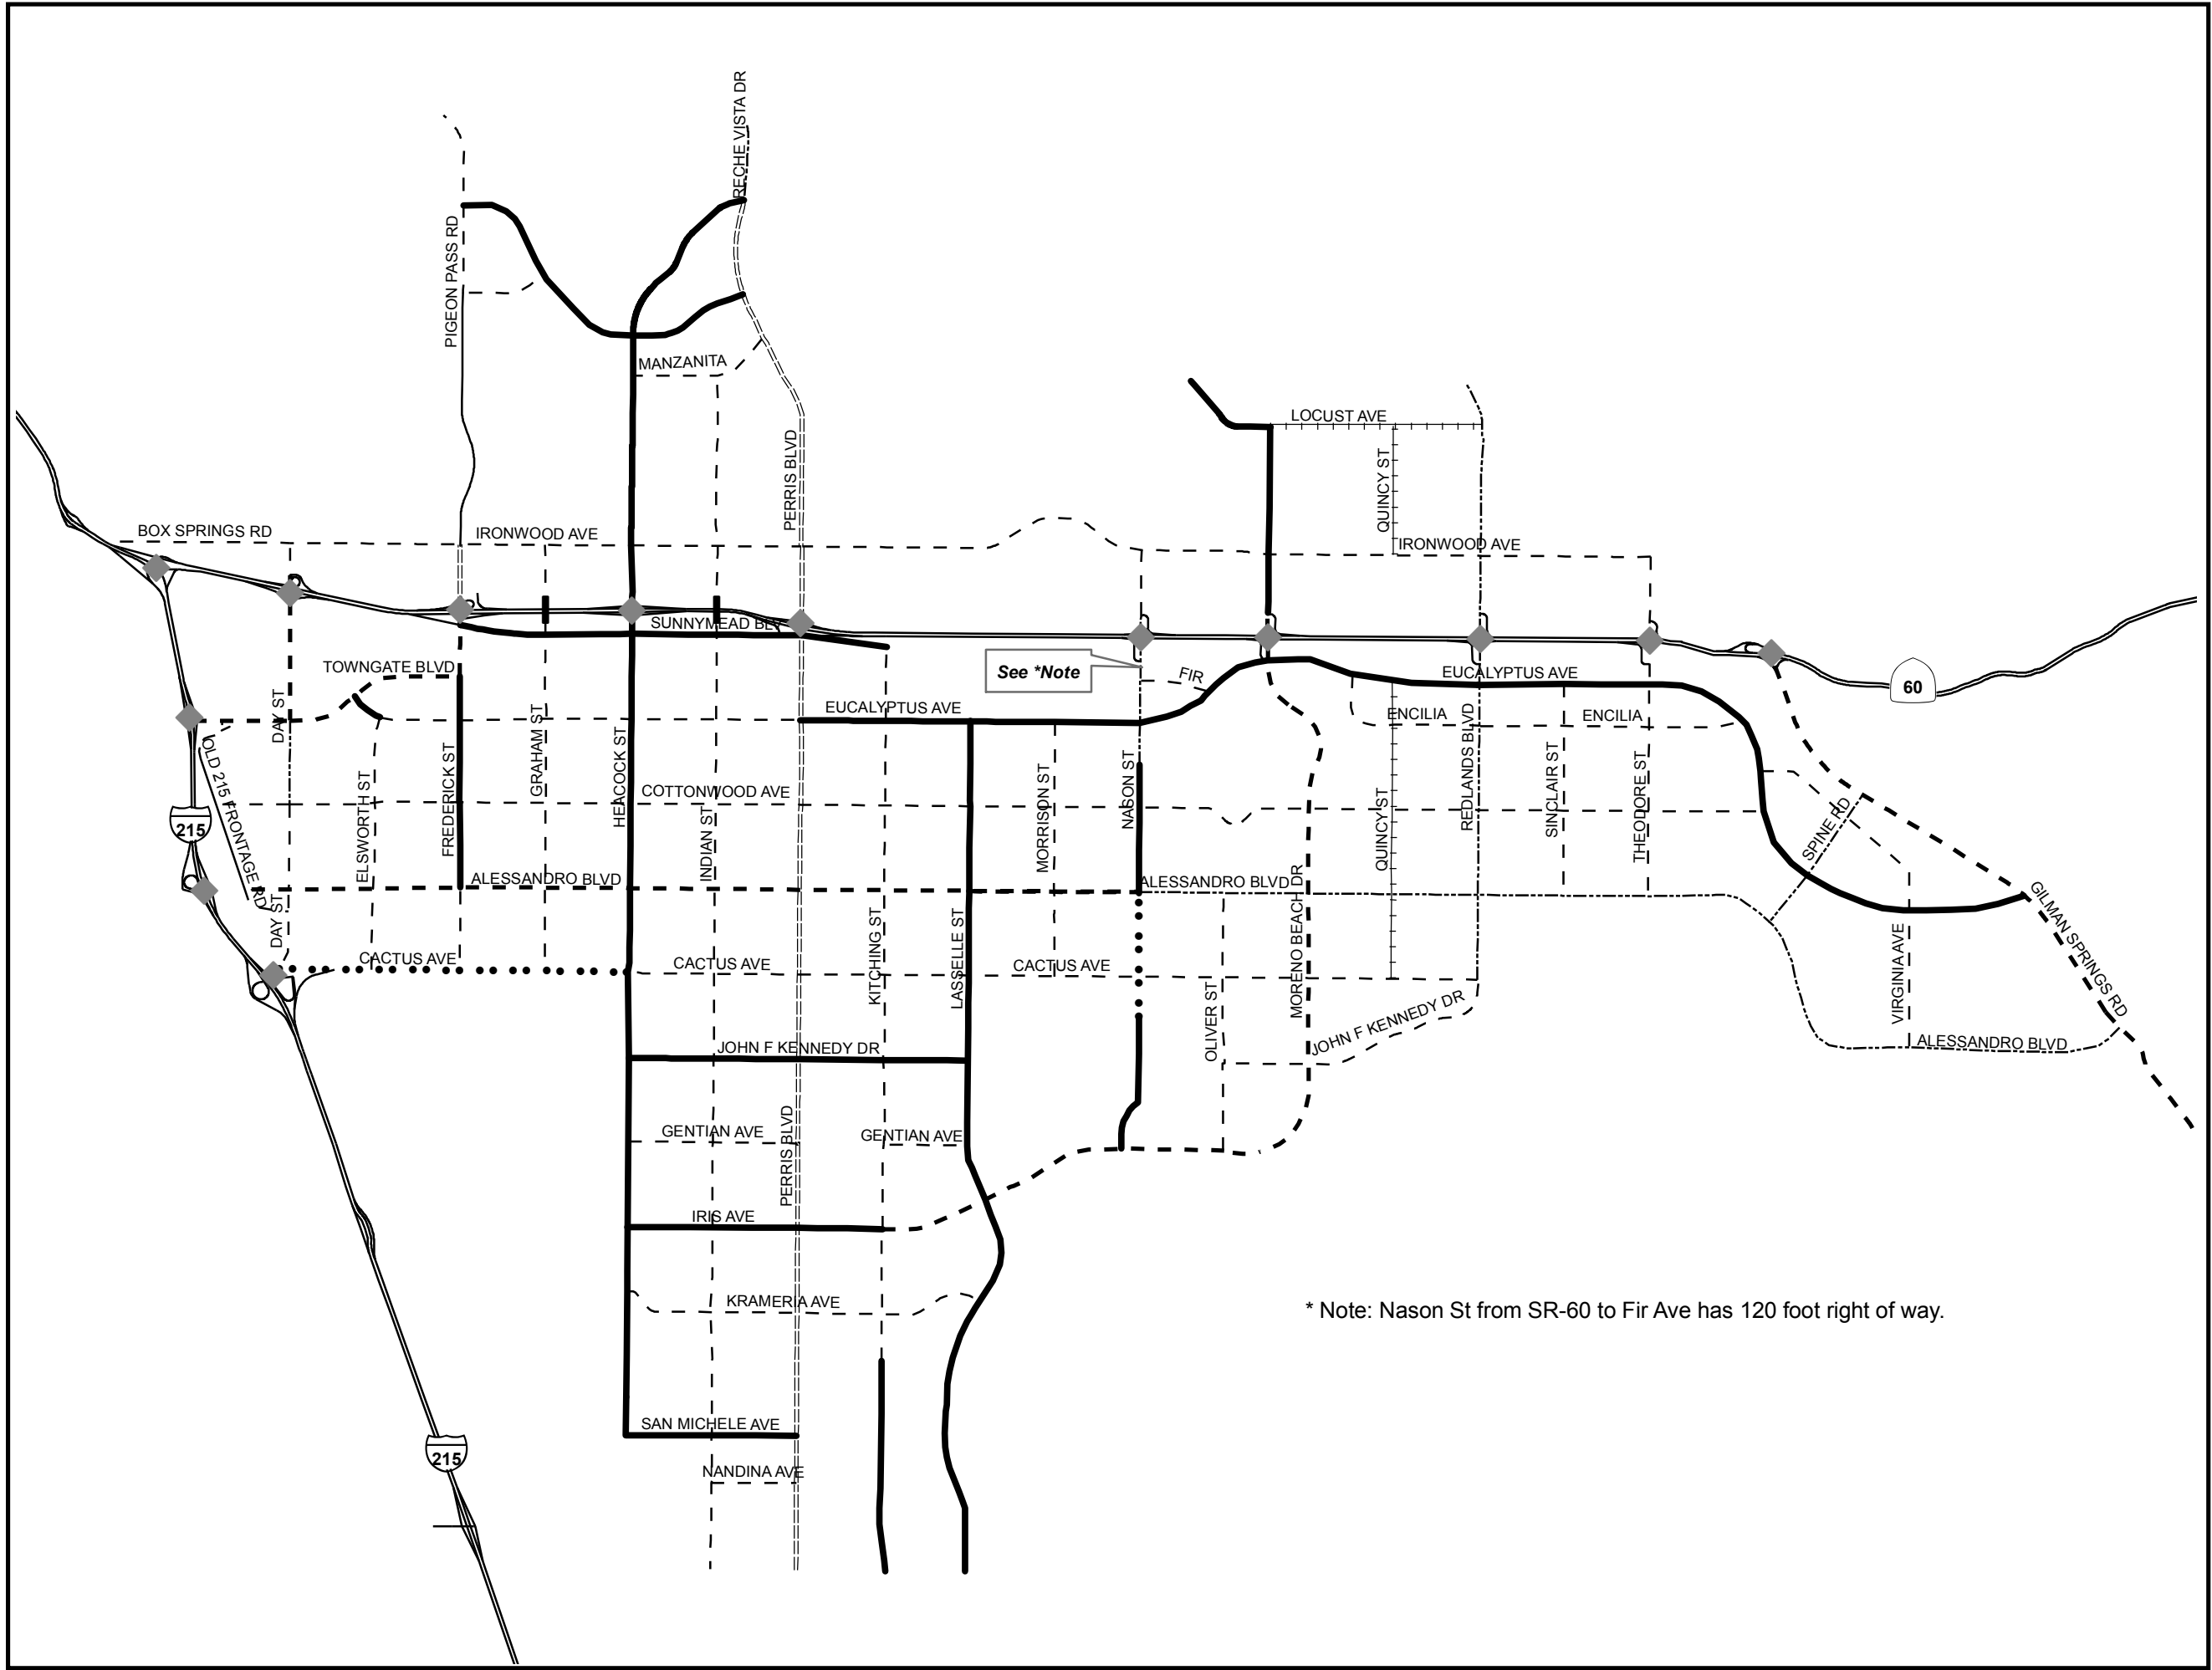 RECHE VISTA DR
PIGEON PASS RD
MANZANITA
LOCUST AVE
PERRIS BLVD
QUINCY ST
BOX SPRINGS RD
IRONWOOD AVE
IRONWOOD AVE
SUNNYMEAD BLV
See *Note
FIR
TOWNGATE BLVD
EUCALYPTUS AVE
60
DAY ST
EUCALYPTUS AVE
ENCILIA
ENCILIA
OLD 215 FRONTAGE RD
GRAHAM ST
HEACOCK ST
MORRISON ST
NASON ST
REDLANDS BLVD
SINCLAIR ST
THEODORE ST
ELSWORTH ST
FREDERICK ST
COTTONWOOD AVE
INDIAN ST
QUINCY ST
SPINE RD
215
ALESSANDRO BLVD
ALESSANDRO BLVD
MORENO BEACH DR
GILMAN SPRINGS RD
DAY ST
KITCHING ST
LASSELLE ST
CACTUS AVE
CACTUS AVE
CACTUS AVE
OLIVER ST
VIRGINIA AVE
JOHN F KENNEDY DR
JOHN F KENNEDY DR
ALESSANDRO BLVD
GENTIAN AVE
GENTIAN AVE
PERRIS BLVD
IRIS AVE
KRAMERIA AVE
* Note: Nason St from SR-60 to Fir Ave has 120 foot right of way.
SAN MICHELE AVE
215
NANDINA AVE